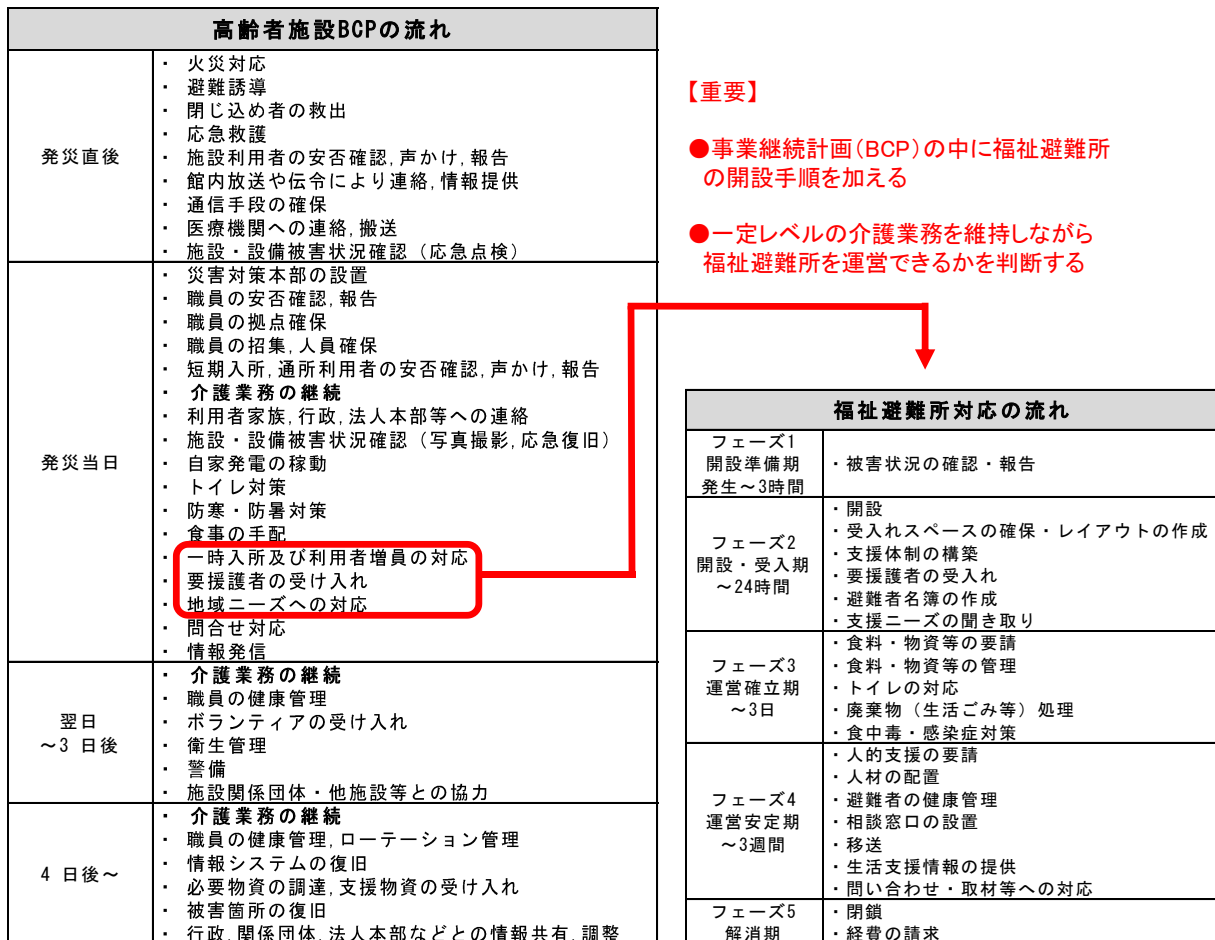 高齢者施設BCPの流れ
発災直後
・ 火災対応
・ 避難誘導
・ 閉じ込め者の救出
・ 応急救護
・ 施設利用者の安否確認,声かけ,報告
・ 館内放送や伝令により連絡,情報提供
・ 通信手段の確保
・ 医療機関への連絡,搬送
・ 施設・設備被害状況確認（応急点検）
発災当日
・ 災害対策本部の設置
・ 職員の安否確認,報告
・ 職員の拠点確保
・ 職員の招集,人員確保
・ 短期入所,通所利用者の安否確認,声かけ,報告
・ 介護業務の継続
・ 利用者家族,行政,法人本部等への連絡
・ 施設・設備被害状況確認（写真撮影,応急復旧）
・ 自家発電の稼動
・ トイレ対策
・ 防寒・防暑対策
・ 食事の手配
・ 一時入所及び利用者増員の対応
・ 要援護者の受け入れ
・ 地域ニーズへの対応
・ 問合せ対応
・ 情報発信
翌日
～3 日後
・ 介護業務の継続
・ 職員の健康管理
・ ボランティアの受け入れ
・ 衛生管理
・ 警備
・ 施設関係団体・他施設等との協力
4 日後～
・ 介護業務の継続
・ 職員の健康管理,ローテーション管理
・ 情報システムの復旧
・ 必要物資の調達,支援物資の受け入れ
・ 被害箇所の復旧
・ 行政,関係団体,法人本部などとの情報共有,調整
【重要】
●事業継続計画(BCP)の中に福祉避難所
の開設手順を加える
●一定レベルの介護業務を維持しながら
福祉避難所を運営できるかを判断する
福祉避難所対応の流れ
フェーズ1
開設準備期
発生～3時間
・被害状況の確認・報告
フェーズ2
開設・受入期
～24時間
・開設
・受入れスペースの確保・レイアウトの作成
・支援体制の構築
・要援護者の受入れ
・避難者名簿の作成
・支援ニーズの聞き取り
フェーズ3
運営確立期
～3日
・食料・物資等の要請
・食料・物資等の管理
・トイレの対応
・廃棄物（生活ごみ等）処理
・食中毒・感染症対策
フェーズ4
運営安定期
～3週間
・人的支援の要請
・人材の配置
・避難者の健康管理
・相談窓口の設置
・移送
・生活支援情報の提供
・問い合わせ・取材等への対応
フェーズ5
解消期
・閉鎖
・経費の請求